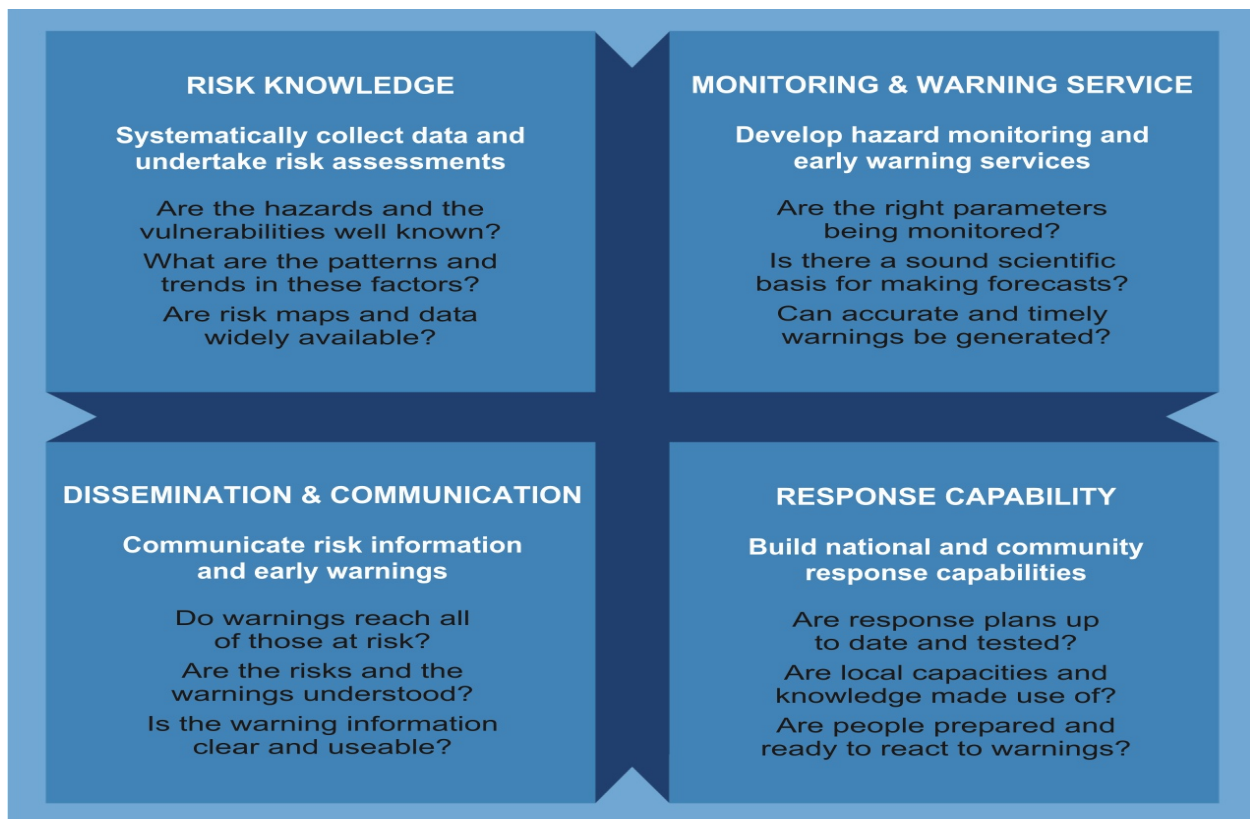 RISK KNOWLEDGE
Systematically collect data and
undertake risk assessments
Are the hazards and the
vulnerabilities well known?
What are the patterns and
trends in these factors?
Are risk maps and data
widely available?
MONITORING & WARNING SERVICE
Develop hazard monitoring and
early warning services
Are the right parameters
being monitored?
Is there a sound scientific
basis for making forecasts?
Can accurate and timely
warnings be generated?
DISSEMINATION & COMMUNICATION
Communicate risk information
and early warnings
Do warnings reach all
of those at risk?
Are the risks and the
warnings understood?
Is the warning information
clear and useable?
RESPONSE CAPABILITY
Build national and community
response capabilities
Are response plans up
to date and tested?
Are local capacities and
knowledge made use of?
Are people prepared and
ready to react to warnings?